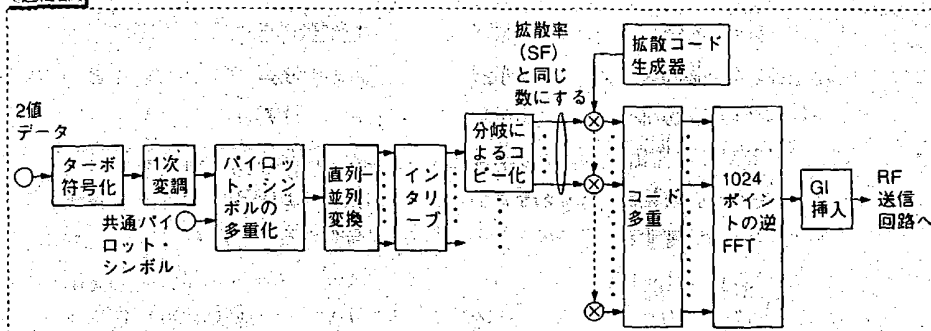 2値
データ
ターボ
符号化
1次
変調
共通パイ
ロット・
シンボル
パイロッ
ト・シン
ボルの
多重化
直列ー
並列
変換
インタリーブ
分岐に
よるコ
ピー化
拡散率
(SF)
と同じ
数にする
拡散コード
生成器
コード
多重
1024
ポイン
トの逆
FFT
GI
挿入
RF
送信
回路へ